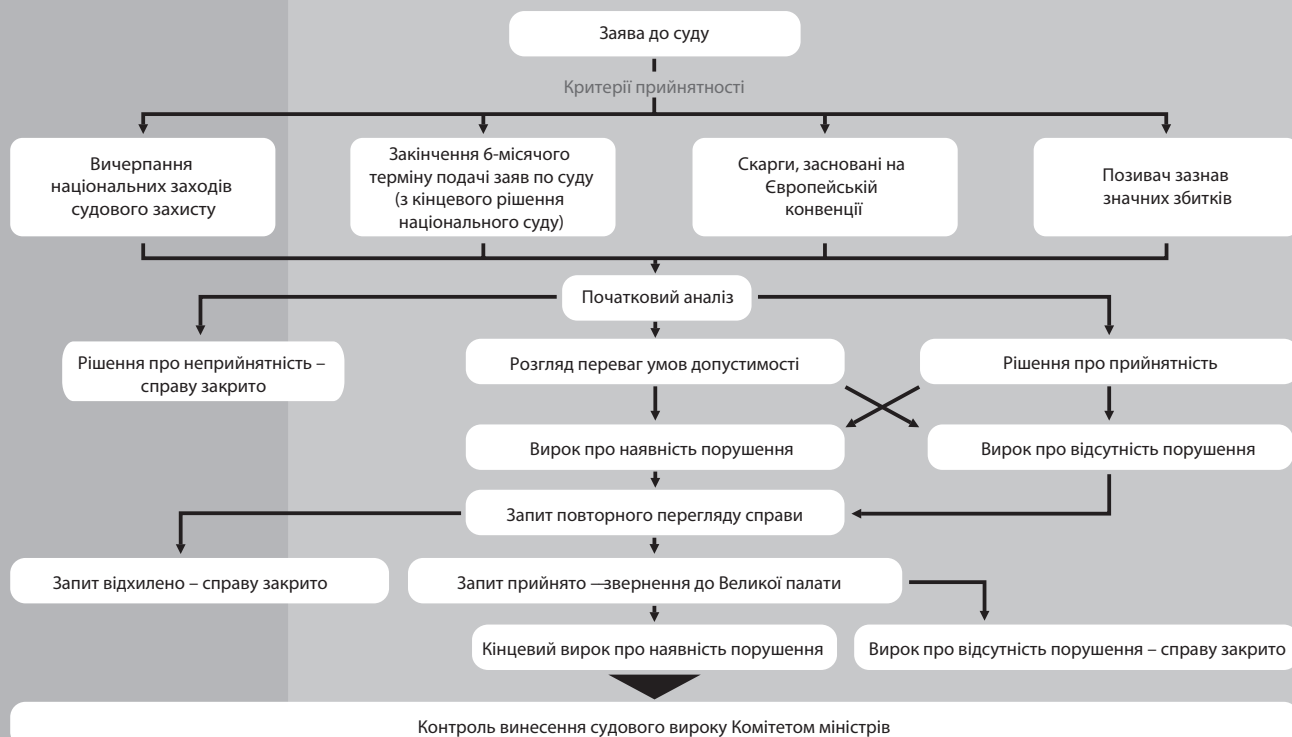 Заява до суду
Критерії прийнятності
Вичерпання
національних заходів
судового захисту
Закінчення 6-місячого
терміну подачі заяв по суду
(з кінцевого рішення
національного суду)
Скарги, засновані на
Європейській
конвенції
Позивач зазнав
значних збитків
Початковий аналіз
Рішення про неприйнятність –
справу закрито
Розгляд переваг умов допустимості
Рішення про прийнятність
Вирок про наявність порушення
Вирок про відсутність порушення
Запит повторного перегляду справи
Запит відхилено – справу закрито
Запит прийнято —звернення до Великої палати
Кінцевий вирок про наявність порушення
Вирок про відсутність порушення – справу закрито
Контроль винесення судового вироку Комітетом міністрів